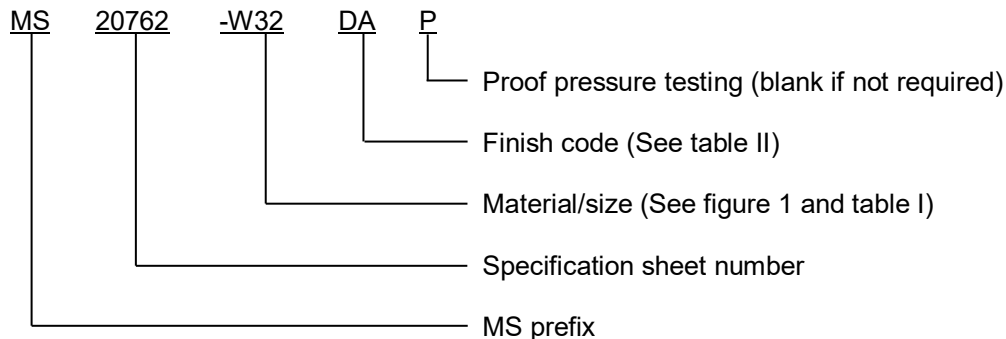 MS 20762 -W32 DA P
Proof pressure testing (blank if not required)
Finish code (See table II)
Material/size (See figure 1 and table I)
Specification sheet number
MS prefix